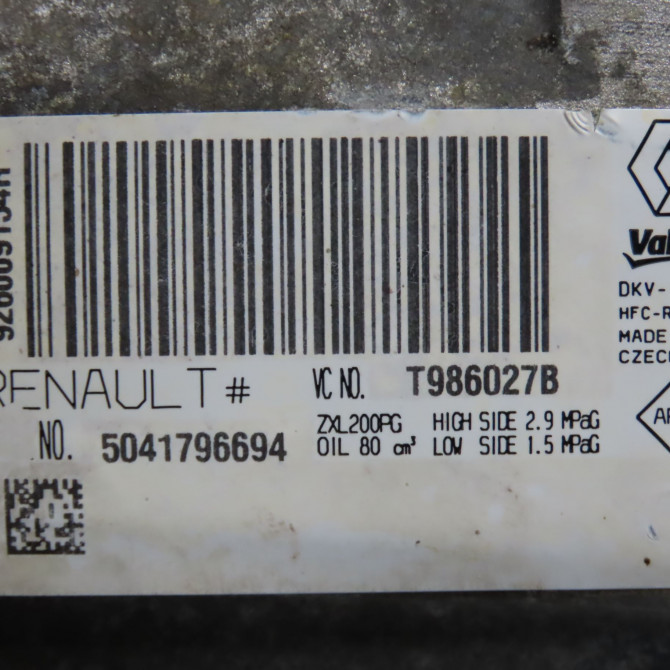 RENAULT #
NO. 5041796694
VC NO. T986027B
ZXL200PG HIGH SIDE 2.9 MPaG
OIL 80 cm³ LOW SIDE 1.5 MPaG
DKV-
HFC-R
MADE